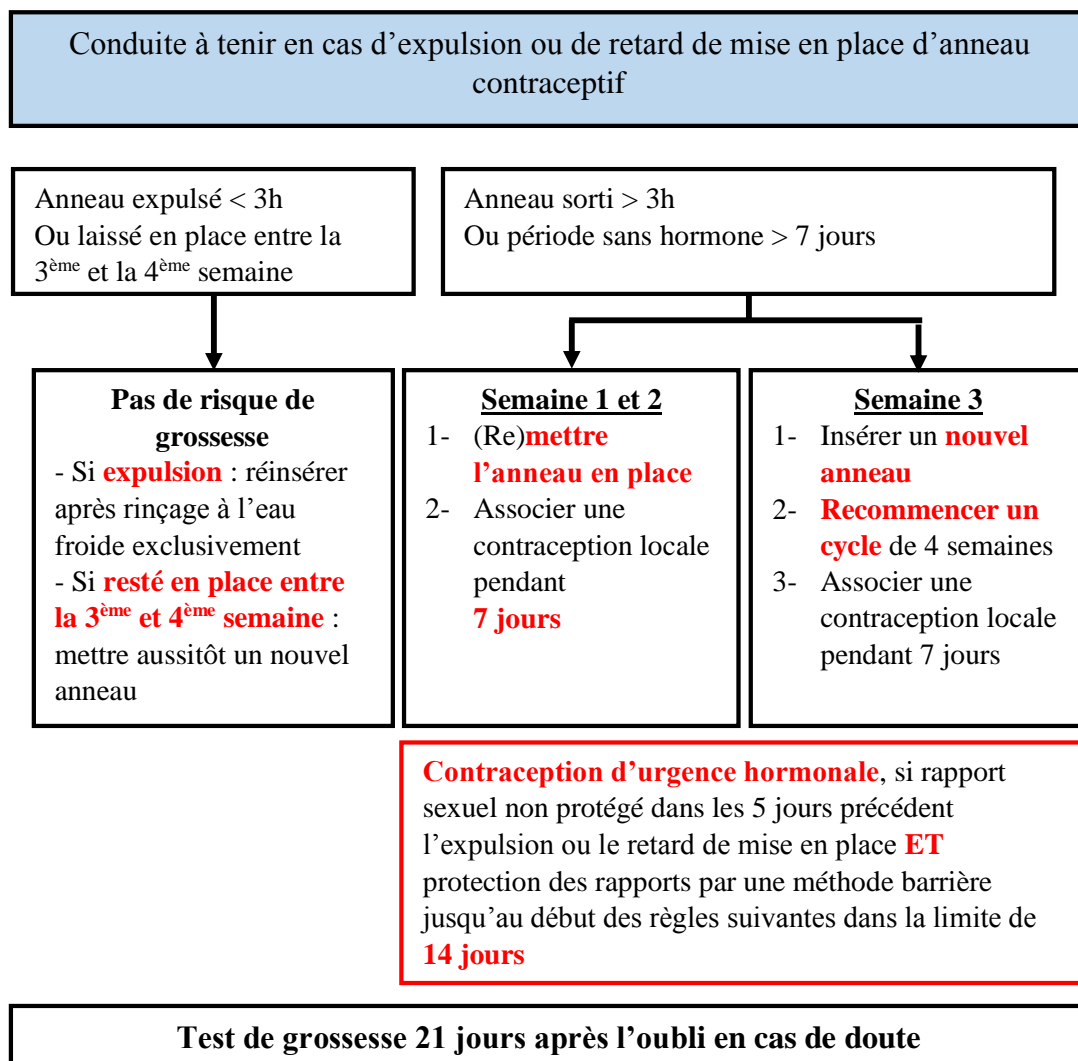 Conduite à tenir en cas d’expulsion ou de retard de mise en place d’anneau
contraceptif
Anneau expulsé < 3h
Ou laissé en place entre la
3ème et la 4ème semaine
Anneau sorti > 3h
Ou période sans hormone > 7 jours
Pas de risque de
grossesse
- Si expulsion : réinsérer
après rinçage à l’eau
froide exclusivement
- Si resté en place entre
la 3ème et 4ème semaine :
mettre aussitôt un nouvel
anneau
Semaine 1 et 2
1- (Re)mettre
l’anneau en place
2- Associer une
contraception locale
pendant
7 jours
Semaine 3
1- Insérer un nouvel
anneau
2- Recommencer un
cycle de 4 semaines
3- Associer une
contraception locale
pendant 7 jours
Contraception d’urgence hormonale, si rapport
sexuel non protégé dans les 5 jours précédent
l’expulsion ou le retard de mise en place ET
protection des rapports par une méthode barrière
jusqu’au début des règles suivantes dans la limite de
14 jours
Test de grossesse 21 jours après l’oubli en cas de doute